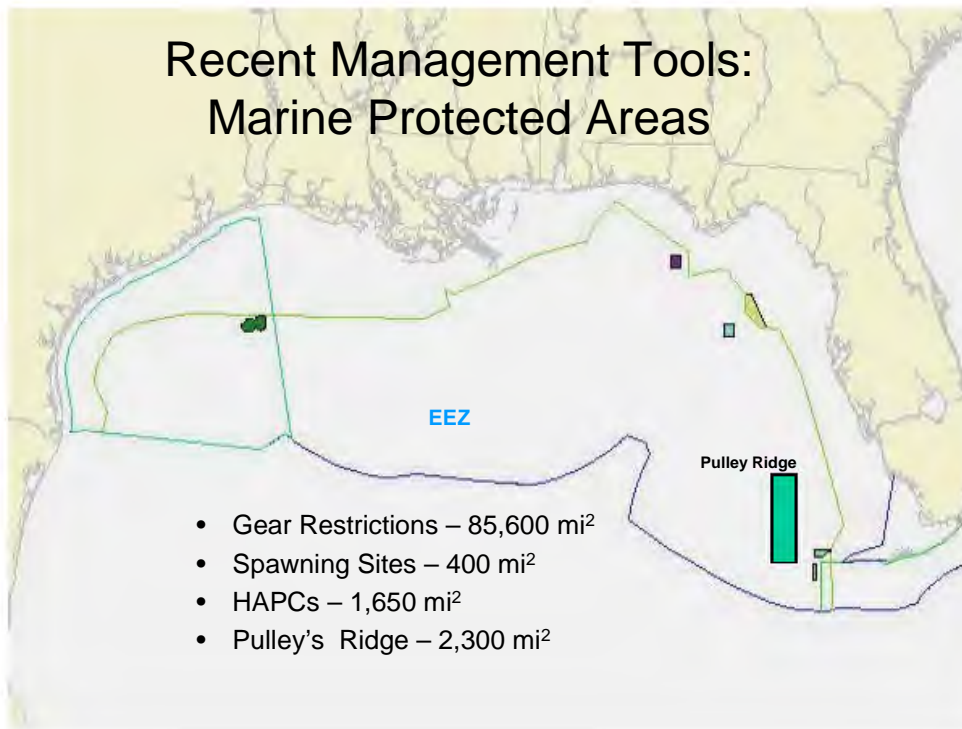 Recent Management Tools:
Marine Protected Areas
EEZ
Pulley Ridge
• Gear Restrictions – 85,600 mi²
• Spawning Sites – 400 mi²
• HAPCs – 1,650 mi²
• Pulley's  Ridge – 2,300 mi²